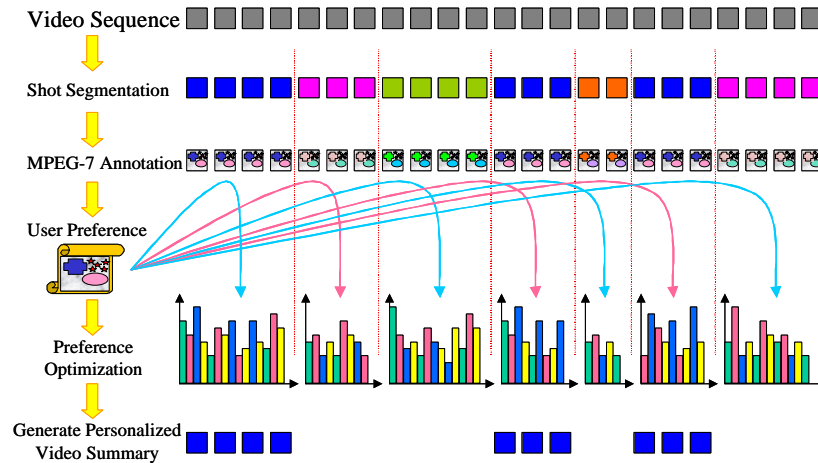 Video Sequence
Shot Segmentation
MPEG-7 Annotation
User Preference
Preference
Optimization
Generate Personalized
Video Summary